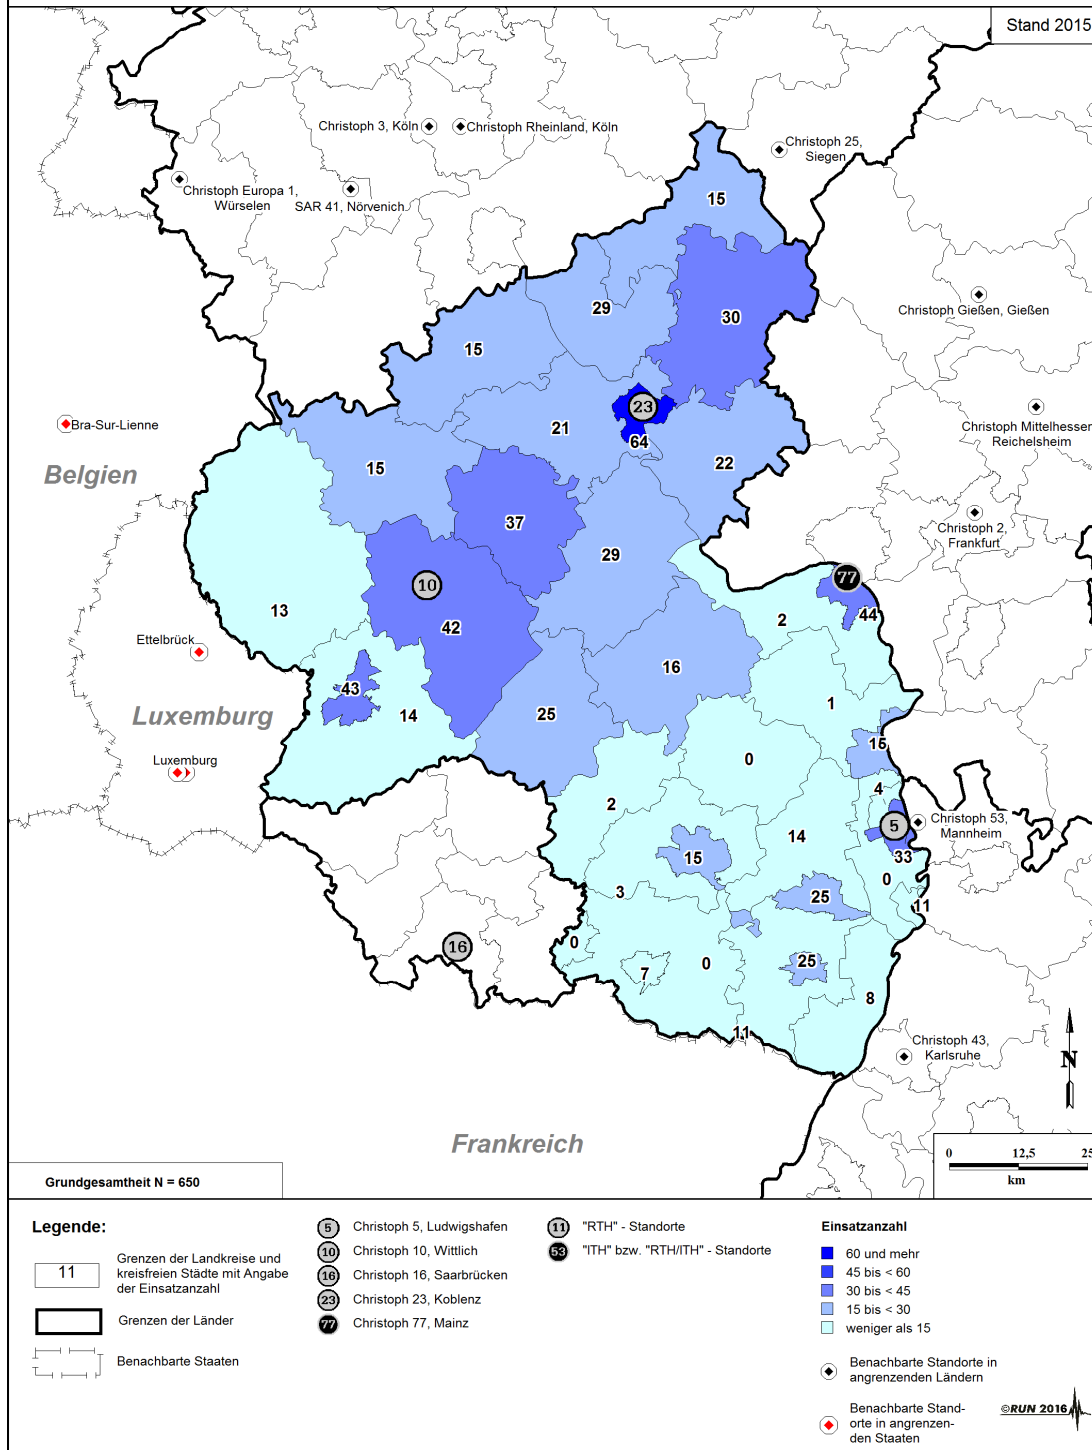 Stand 2015
Christoph 3, Köln
Christoph Rheinland, Köln
Christoph 25,
Siegen
Christoph Europa 1,
Würselen
SAR 41, Nörvenich
15
Christoph Gießen, Gießen
29
30
15
Christoph Mittelhessen
Reichelsheim
23
Bra-Sur-Lienne
21
64
22
Belgien
15
37
Christoph 2,
Frankfurt
29
10
77
13
42
2
44
Ettelbrück
16
43
Luxemburg
14
25
1
15
Luxemburg
0
4
2
5
Christoph 53,
Mannheim
14
15
33
0
3
25
11
0
16
7
0
25
8
11
Christoph 43,
Karlsruhe
N
Frankreich
0 12,5 25
km
Grundgesamtheit N = 650
Legende:
11
Grenzen der Landkreise und
kreisfreien Städte mit Angabe
der Einsatzanzahl
Grenzen der Länder
Benachbarte Staaten
5 Christoph 5, Ludwigshafen
10 Christoph 10, Wittlich
16 Christoph 16, Saarbrücken
23 Christoph 23, Koblenz
77 Christoph 77, Mainz
11 "RTH" - Standorte
53 "ITH" bzw. "RTH/ITH" - Standorte
Einsatzanzahl
60 und mehr
45 bis < 60
30 bis < 45
15 bis < 30
weniger als 15
Benachbarte Standorte in
angrenzenden Ländern
Benachbarte Stand-
orte in angrenzen-
den Staaten
©RUN 2016